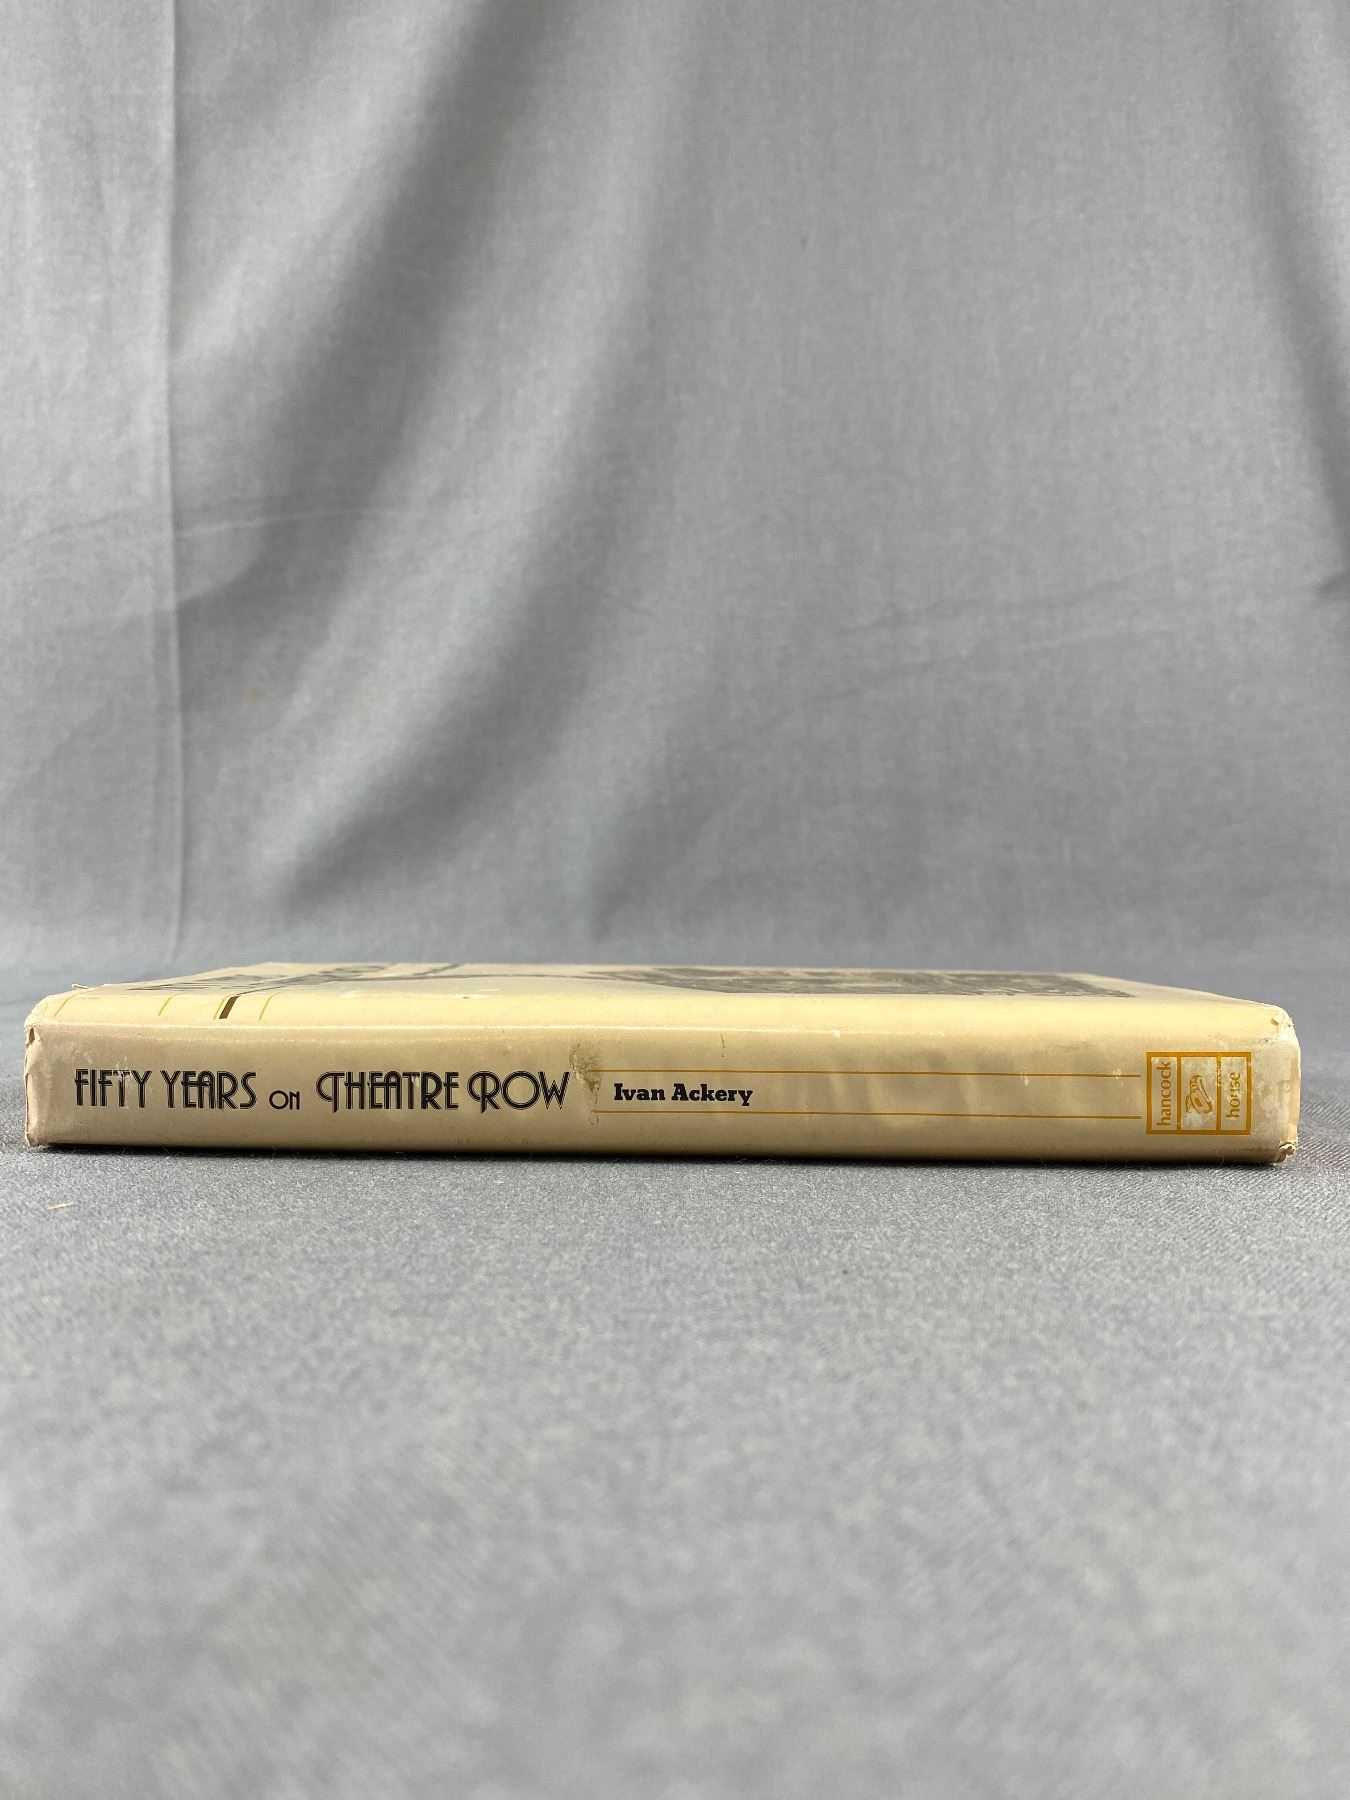 FIFTY YEARS ON THEATRE ROW Ivan Ackery
hancock
house